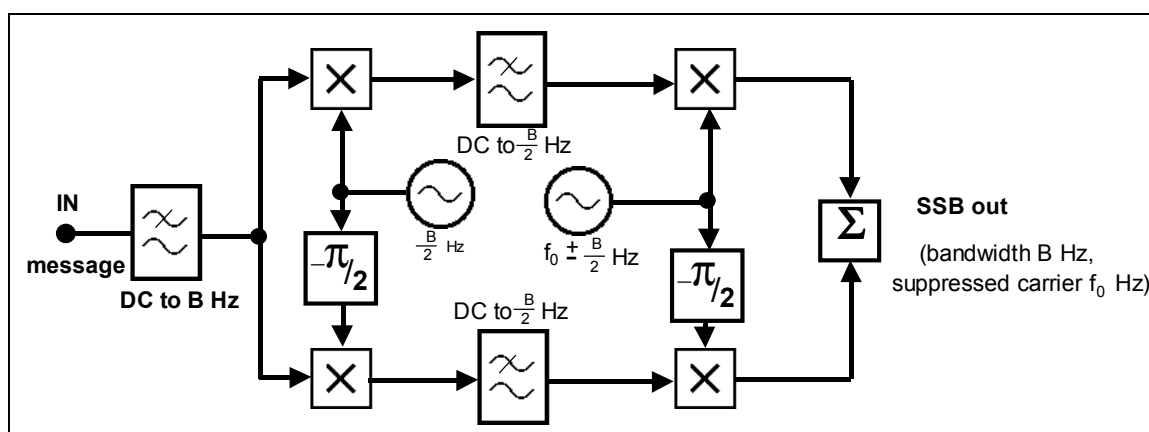 IN
message
DC to B Hz
DC to B/2 Hz
B/2 Hz
f₀ ± B/2 Hz
–π/2
–π/2
DC to B/2 Hz
Σ
SSB out
(bandwidth B Hz,
suppressed carrier f₀ Hz)